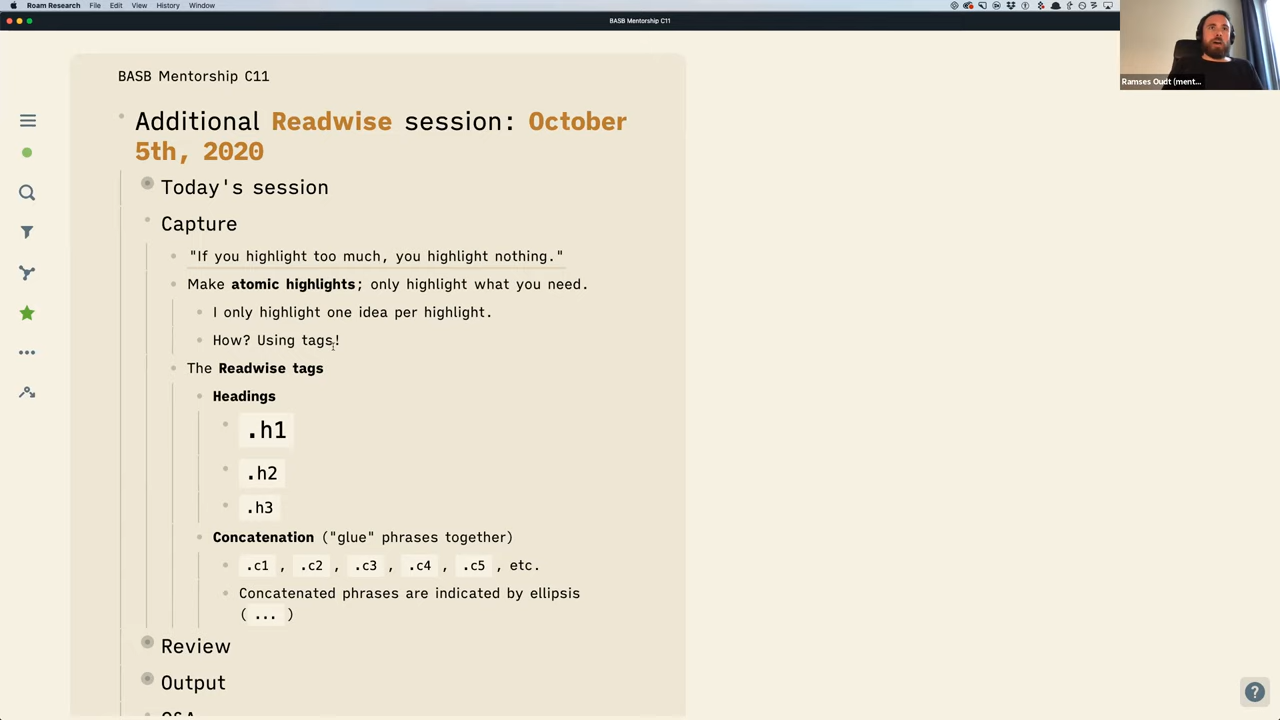 Roam Research File Edit View History Window
BASB Mentorship C11
Ramses Oudt (ment...
BASB Mentorship C11
Additional Readwise session: October
5th, 2020
Today's session
Capture
"If you highlight too much, you highlight nothing."
Make atomic highlights; only highlight what you need.
I only highlight one idea per highlight.
How? Using tags!
The Readwise tags
Headings
.h1
.h2
.h3
Concatenation ("glue" phrases together)
.c1 , .c2 , .c3 , .c4 , .c5 , etc.
Concatenated phrases are indicated by ellipsis
( ... )
Review
Output
Q&A